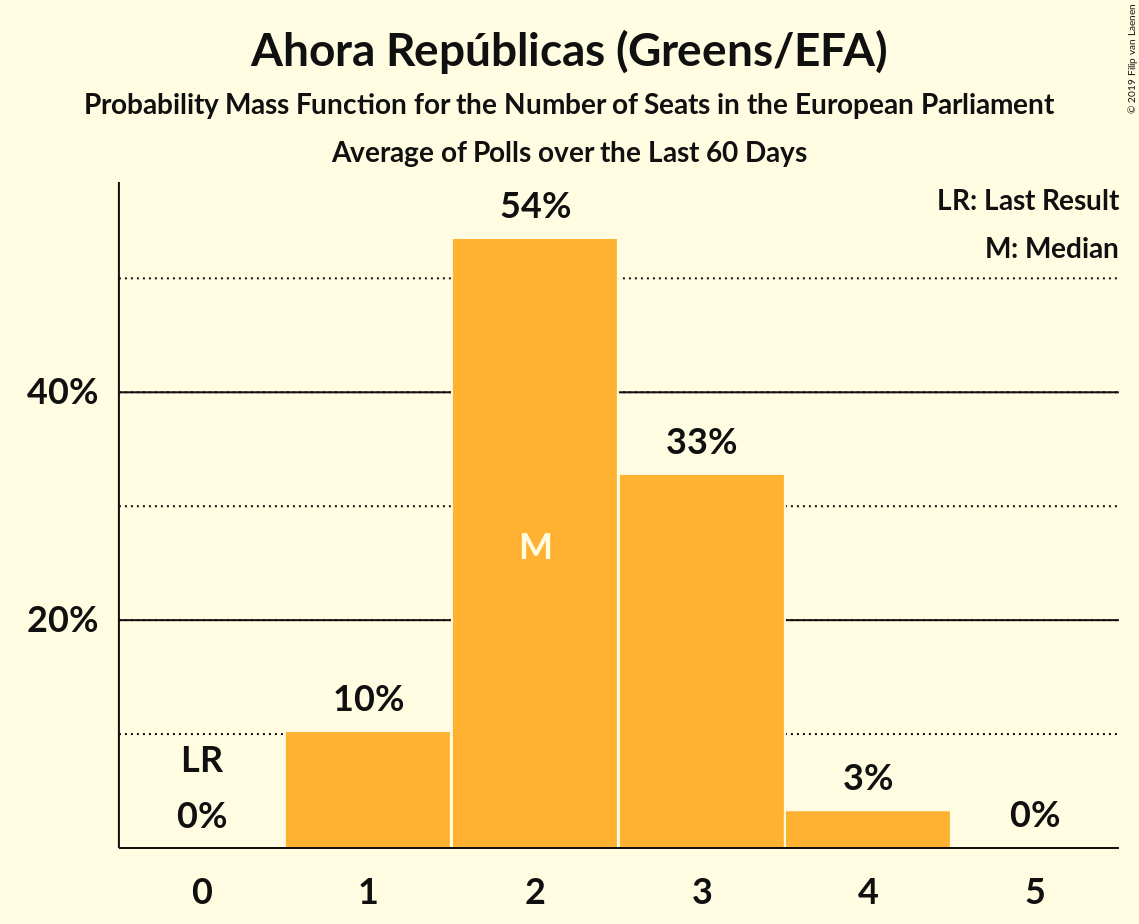 Ahora Repúblicas (Greens/EFA)
Probability Mass Function for the Number of Seats in the European Parliament
Average of Polls over the Last 60 Days
© 2019 Filip van Laenen
LR: Last Result
M: Median
54%
40%
33%
M
20%
10%
LR
3%
0%
0%
0 1 2 3 4 5